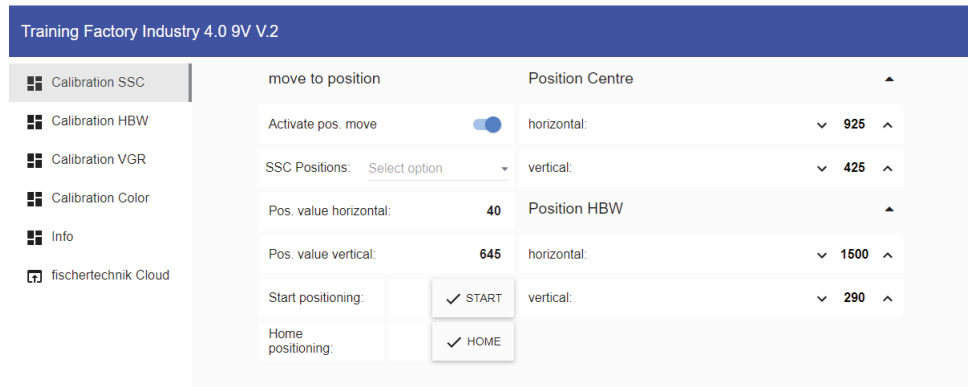 Training Factory Industry 4.0 9V V.2
Calibration SSC
Calibration HBW
Calibration VGR
Calibration Color
Info
fischertechnik Cloud
move to position
Activate pos. move
SSC Positions: Select option
Pos. value horizontal: 40
Pos. value vertical: 645
Start positioning: START
Home
positioning: HOME
Position Centre
horizontal: 925
vertical: 425
Position HBW
horizontal: 1500
vertical: 290